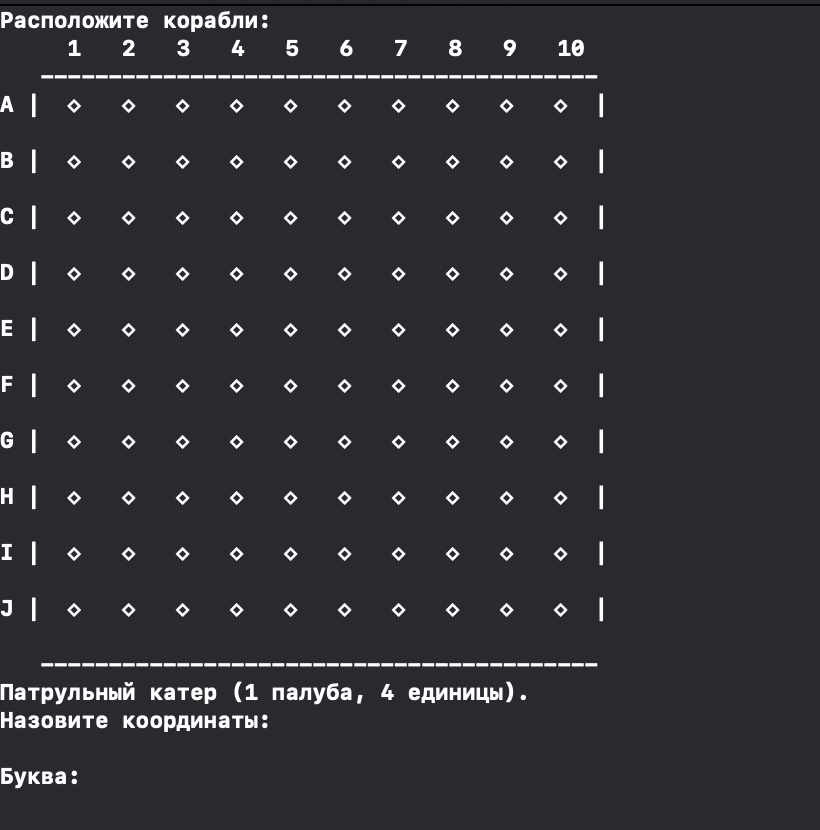 Расположите корабли:
1 2 3 4 5 6 7 8 9 10
-----------------------------------------
A | ⋄ ⋄ ⋄ ⋄ ⋄ ⋄ ⋄ ⋄ ⋄ ⋄ |
B | ⋄ ⋄ ⋄ ⋄ ⋄ ⋄ ⋄ ⋄ ⋄ ⋄ |
C | ⋄ ⋄ ⋄ ⋄ ⋄ ⋄ ⋄ ⋄ ⋄ ⋄ |
D | ⋄ ⋄ ⋄ ⋄ ⋄ ⋄ ⋄ ⋄ ⋄ ⋄ |
E | ⋄ ⋄ ⋄ ⋄ ⋄ ⋄ ⋄ ⋄ ⋄ ⋄ |
F | ⋄ ⋄ ⋄ ⋄ ⋄ ⋄ ⋄ ⋄ ⋄ ⋄ |
G | ⋄ ⋄ ⋄ ⋄ ⋄ ⋄ ⋄ ⋄ ⋄ ⋄ |
H | ⋄ ⋄ ⋄ ⋄ ⋄ ⋄ ⋄ ⋄ ⋄ ⋄ |
I | ⋄ ⋄ ⋄ ⋄ ⋄ ⋄ ⋄ ⋄ ⋄ ⋄ |
J | ⋄ ⋄ ⋄ ⋄ ⋄ ⋄ ⋄ ⋄ ⋄ ⋄ |
-----------------------------------------
Патрульный катер (1 палуба, 4 единицы).
Назовите координаты:
Буква: